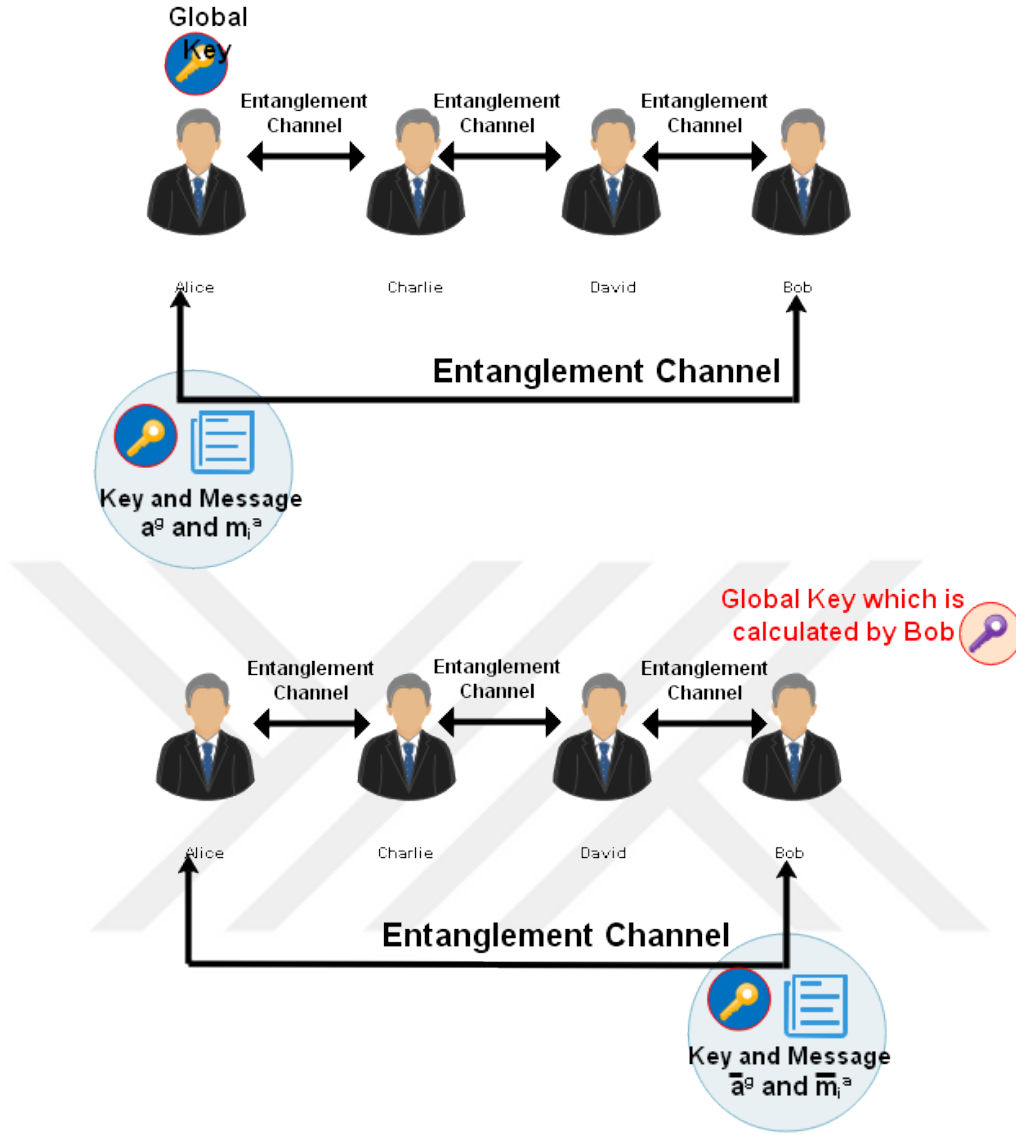 Global
Key
Entanglement
Channel
Entanglement
Channel
Entanglement
Channel
Alice
Charlie
David
Bob
Entanglement Channel
Key and Message
aᵍ and mᵢᵃ
Global Key which is
calculated by Bob
Entanglement
Channel
Entanglement
Channel
Entanglement
Channel
Alice
Charlie
David
Bob
Entanglement Channel
Key and Message
a̅ᵍ and m̅ᵢᵃ